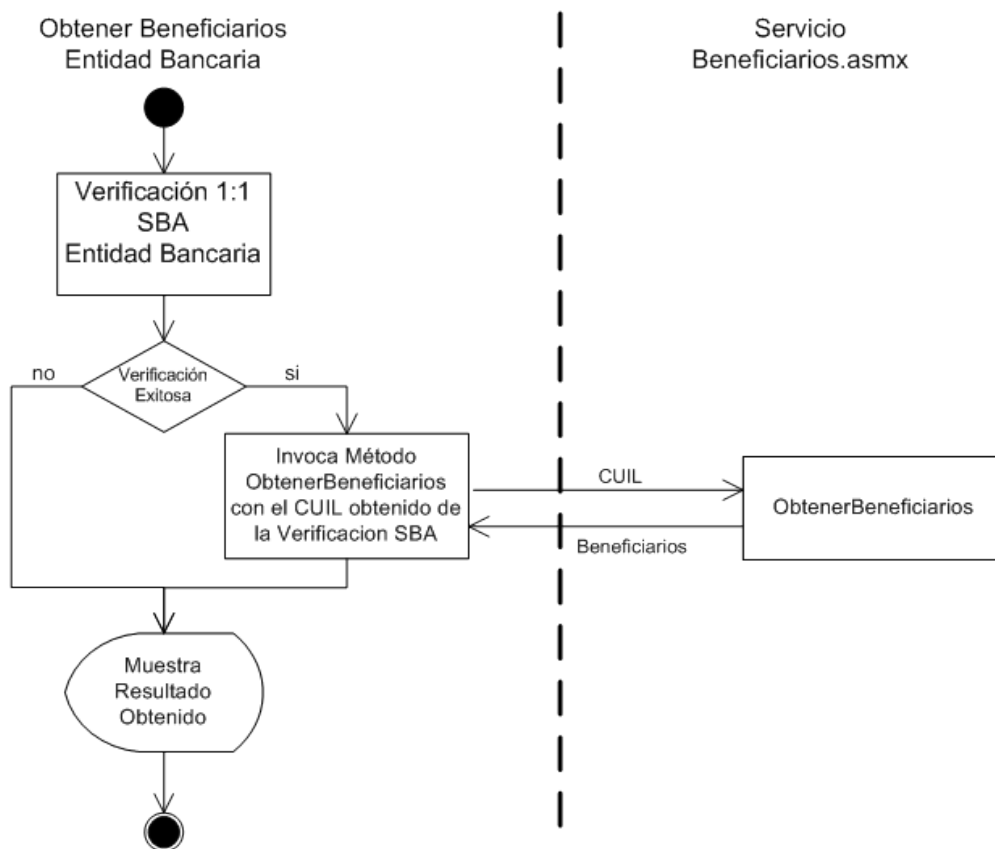 Obtener Beneficiarios
Entidad Bancaria
Servicio
Beneficiarios.asmx
Verificación 1:1
SBA
Entidad Bancaria
no
Verificación
Exitosa
si
Invoca Método
ObtenerBeneficiarios
con el CUIL obtenido de
la Verificacion SBA
CUIL
Beneficiarios
ObtenerBeneficiarios
Muestra
Resultado
Obtenido